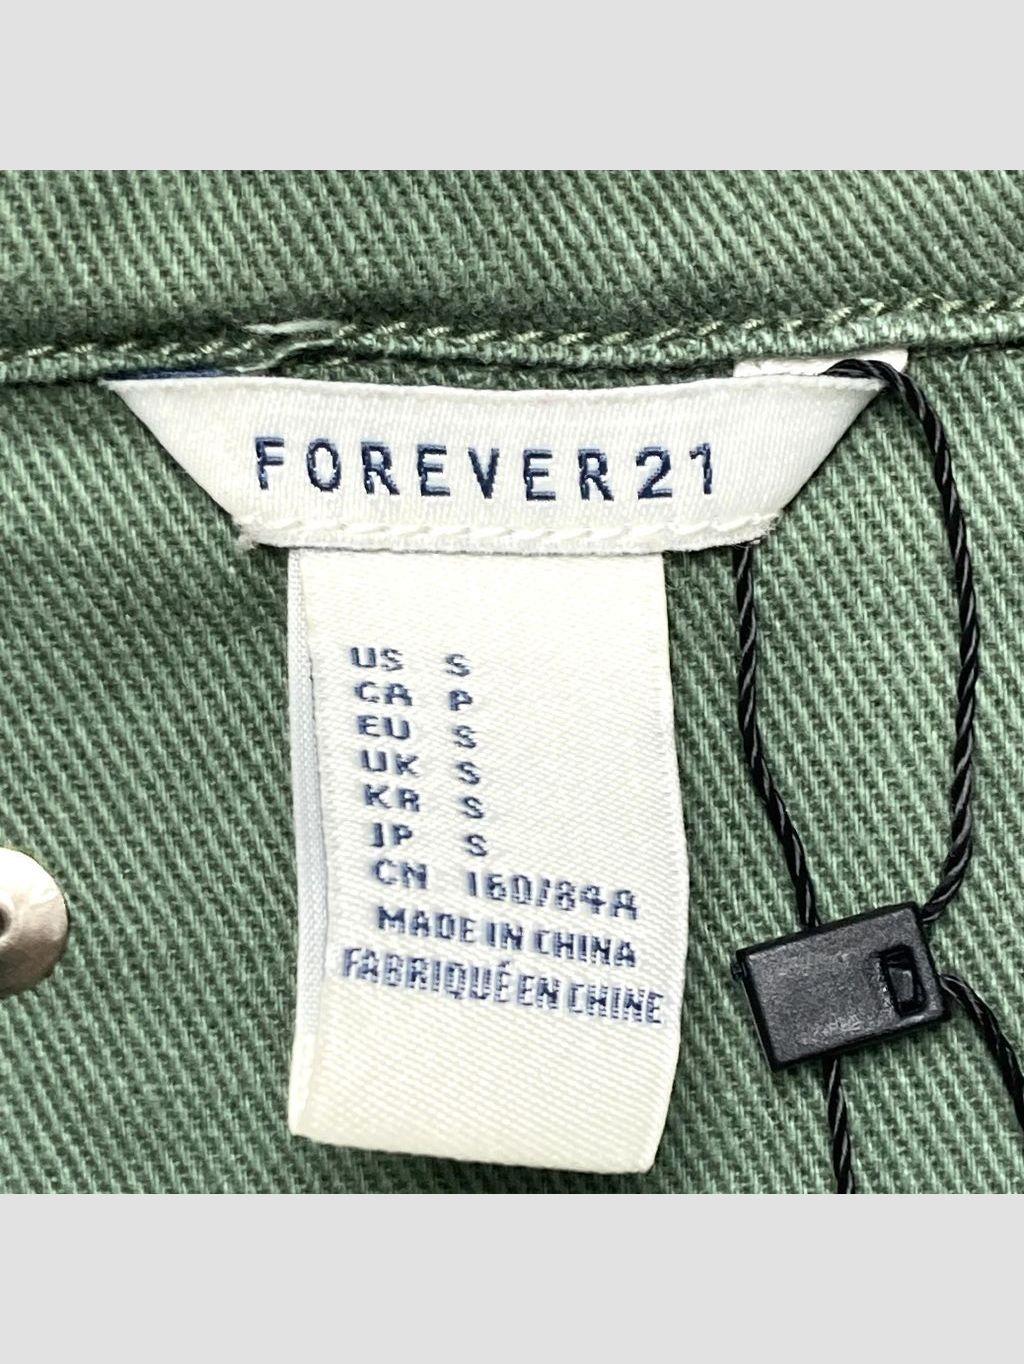 FOREVER21
US S
CA P
EU S
UK S
KR S
JP S
CN 160/84A
MADE IN CHINA
FABRIQUÉ EN CHINE